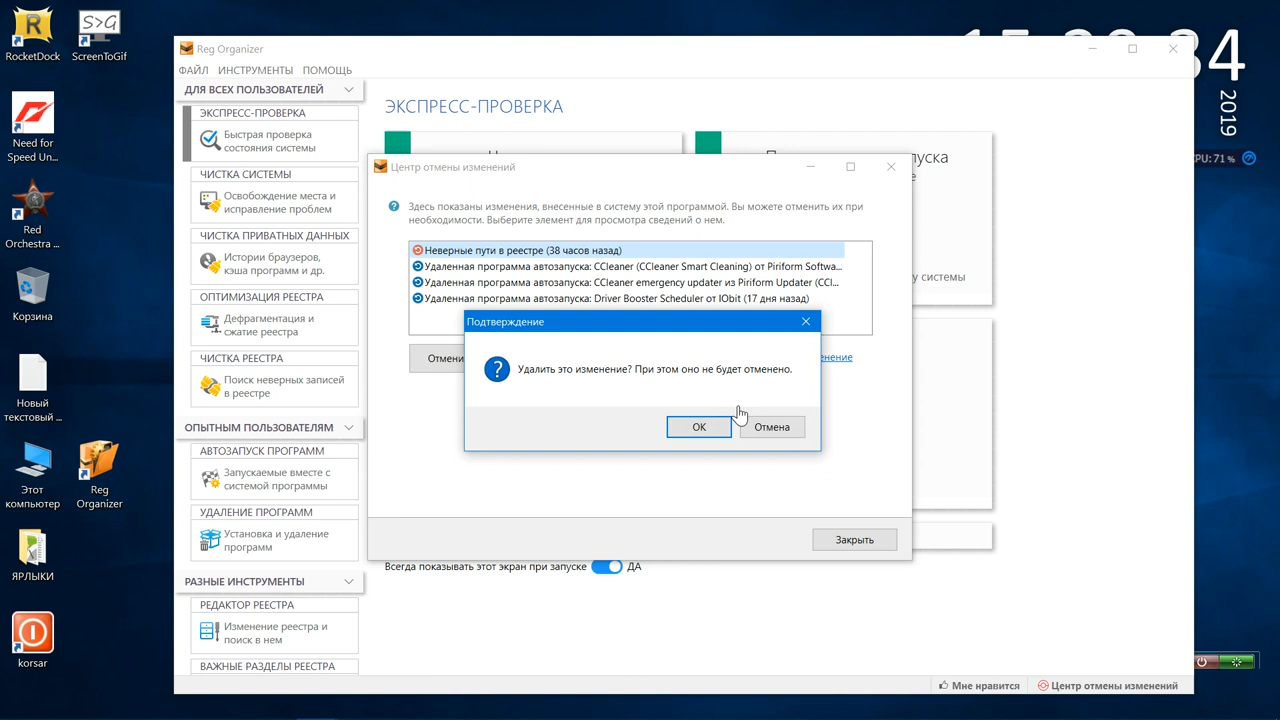 RocketDock
S>G
ScreenToGif
Need for
Speed Un...
Red
Orchestra ...
Корзина
Новый
текстовый ...
Этот
компьютер
Reg
Organizer
ЯРЛЫКИ
korsar
Reg Organizer
ФАЙЛ ИНСТРУМЕНТЫ ПОМОЩЬ
ДЛЯ ВСЕХ ПОЛЬЗОВАТЕЛЕЙ
ЭКСПРЕСС-ПРОВЕРКА
Быстрая проверка
состояния системы
ЧИСТКА СИСТЕМЫ
Освобождение места и
исправление проблем
ЧИСТКА ПРИВАТНЫХ ДАННЫХ
Истории браузеров,
кэша программ и др.
ОПТИМИЗАЦИЯ РЕЕСТРА
Дефрагментация и
сжатие реестра
ЧИСТКА РЕЕСТРА
Поиск неверных записей
в реестре
ОПЫТНЫМ ПОЛЬЗОВАТЕЛЯМ
АВТОЗАПУСК ПРОГРАММ
Запускаемые вместе с
системой программы
УДАЛЕНИЕ ПРОГРАММ
Установка и удаление
программ
РАЗНЫЕ ИНСТРУМЕНТЫ
РЕДАКТОР РЕЕСТРА
Изменение реестра и
поиск в нем
ВАЖНЫЕ РАЗДЕЛЫ РЕЕСТРА
ЭКСПРЕСС-ПРОВЕРКА
уска
у системы
Центр отмены изменений
Здесь показаны изменения, внесенные в систему этой программой. Вы можете отменить их при
необходимости. Выберите элемент для просмотра сведений о нем.
Неверные пути в реестре (38 часов назад)
Удаленная программа автозапуска: CCleaner (CCleaner Smart Cleaning) от Piriform Softwa...
Удаленная программа автозапуска: CCleaner emergency updater из Piriform Updater (CCl...
Удаленная программа автозапуска: Driver Booster Scheduler от IObit (17 дня назад)
Отмени
енение
Подтверждение
Удалить это изменение? При этом оно не будет отменено.
OK
Отмена
Закрыть
Всегда показывать этот экран при запуске
ДА
Мне нравится
Центр отмены изменений
34
2019
PU: 71 %